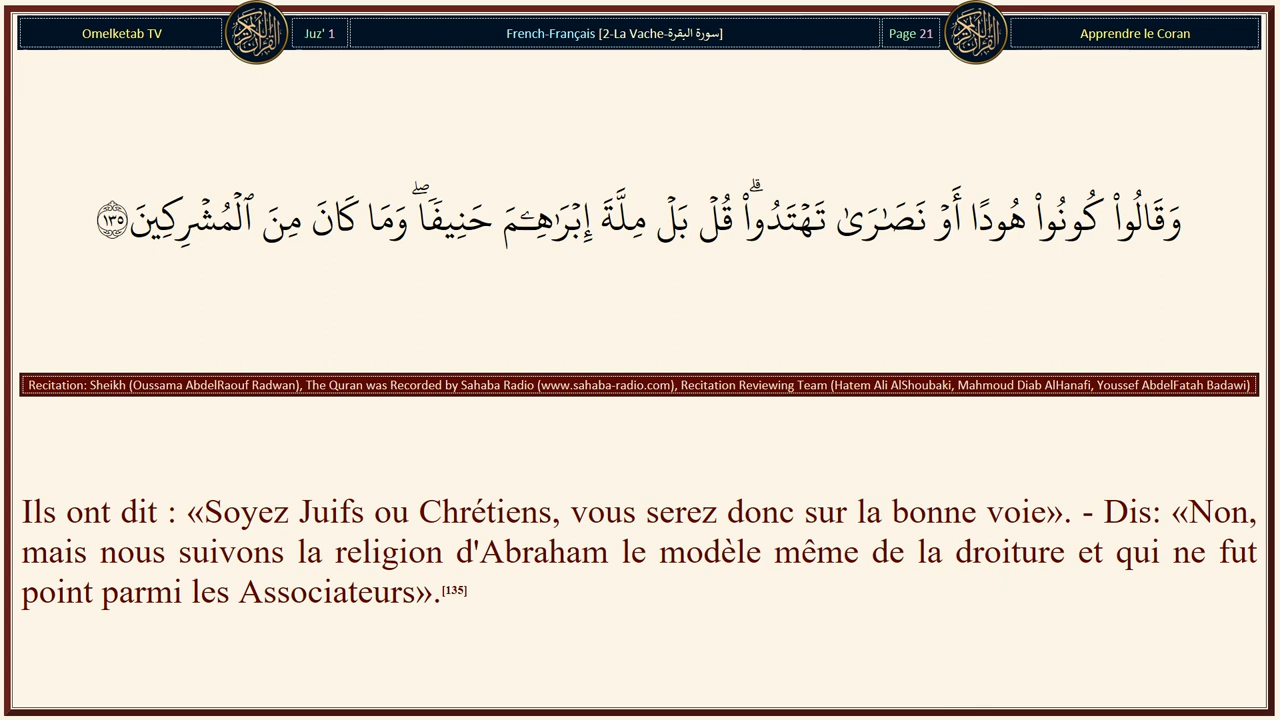 Omelketab TV
Juz' 1
French-Français [2-La Vache-سورة البقرة]
Page 21
Apprendre le Coran
وَقَالُوا۟ كُونُوا۟ هُودًا أَوْ نَصَـٰرَىٰ تَهْتَدُوا۟ ۗ قُلْ بَلْ مِلَّةَ إِبْرَٰهِـۧمَ حَنِيفًا ۖ وَمَا كَانَ مِنَ ٱلْمُشْرِكِينَ ١٣٥
Recitation: Sheikh (Oussama AbdelRaouf Radwan), The Quran was Recorded by Sahaba Radio (www.sahaba-radio.com), Recitation Reviewing Team (Hatem Ali AlShoubaki, Mahmoud Diab AlHanafi, Youssef AbdelFatah Badawi)
Ils ont dit : «Soyez Juifs ou Chrétiens, vous serez donc sur la bonne voie». - Dis: «Non,
mais nous suivons la religion d'Abraham le modèle même de la droiture et qui ne fut
point parmi les Associateurs».[135]